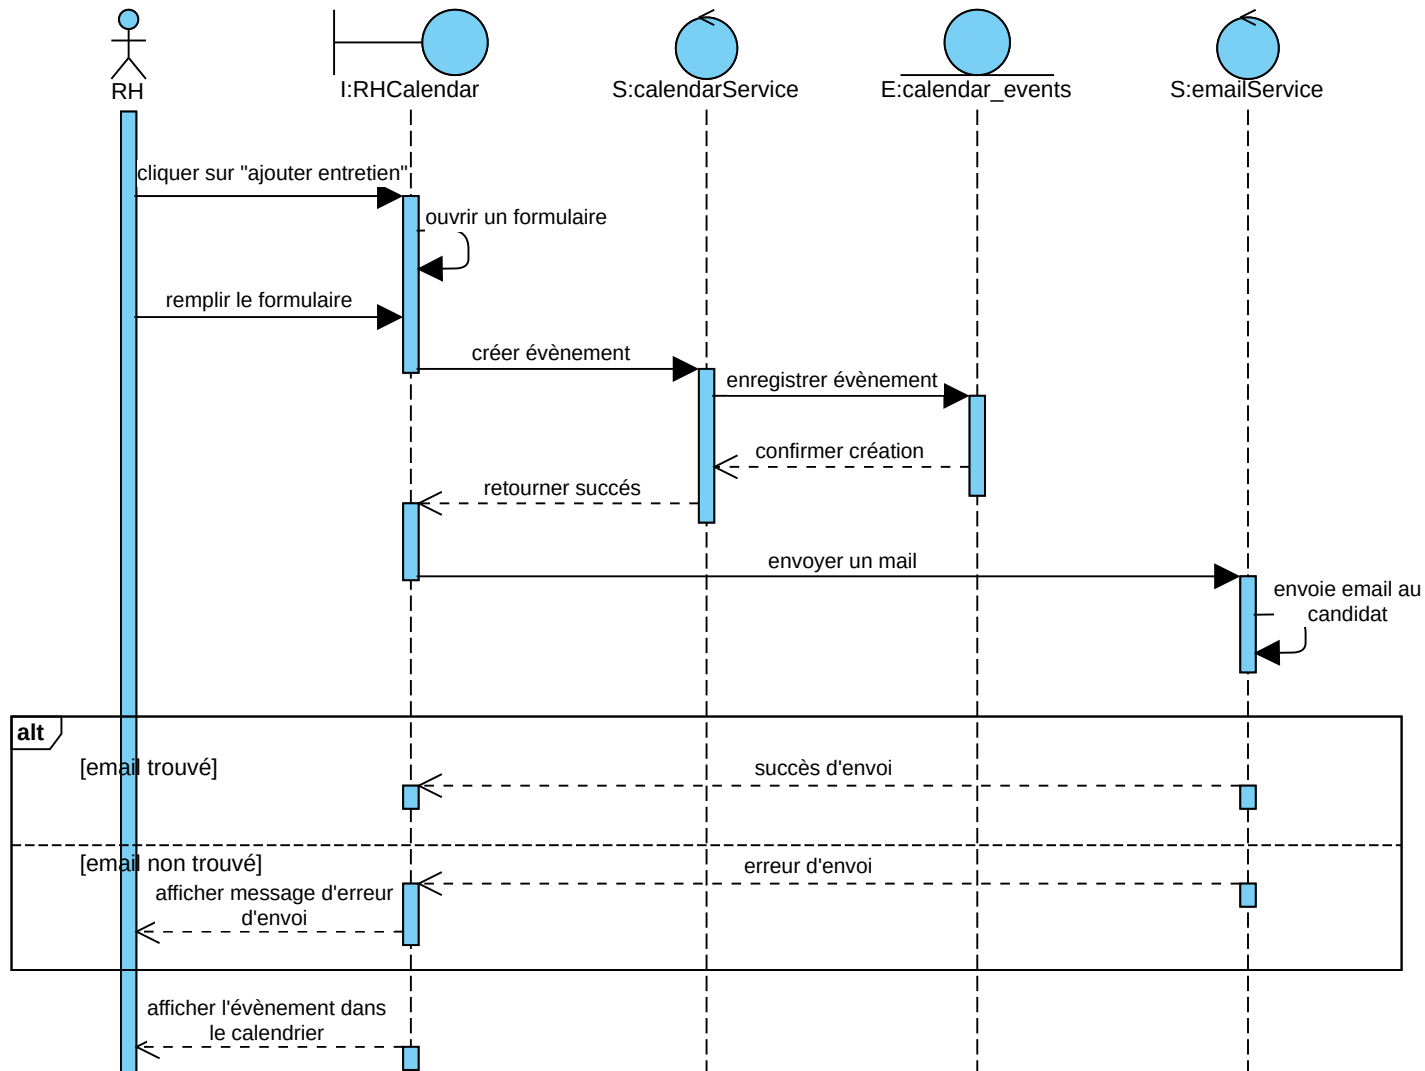 RH
I:RHCalendar
S:calendarService
E:calendar_events
S:emailService
cliquer sur "ajouter entretien"
ouvrir un formulaire
remplir le formulaire
créer évènement
enregistrer évènement
confirmer création
retourner succés
envoyer un mail
envoie email au
candidat
alt
[email trouvé]
succès d'envoi
[email non trouvé]
erreur d'envoi
afficher message d'erreur
d'envoi
afficher l'évènement dans
le calendrier